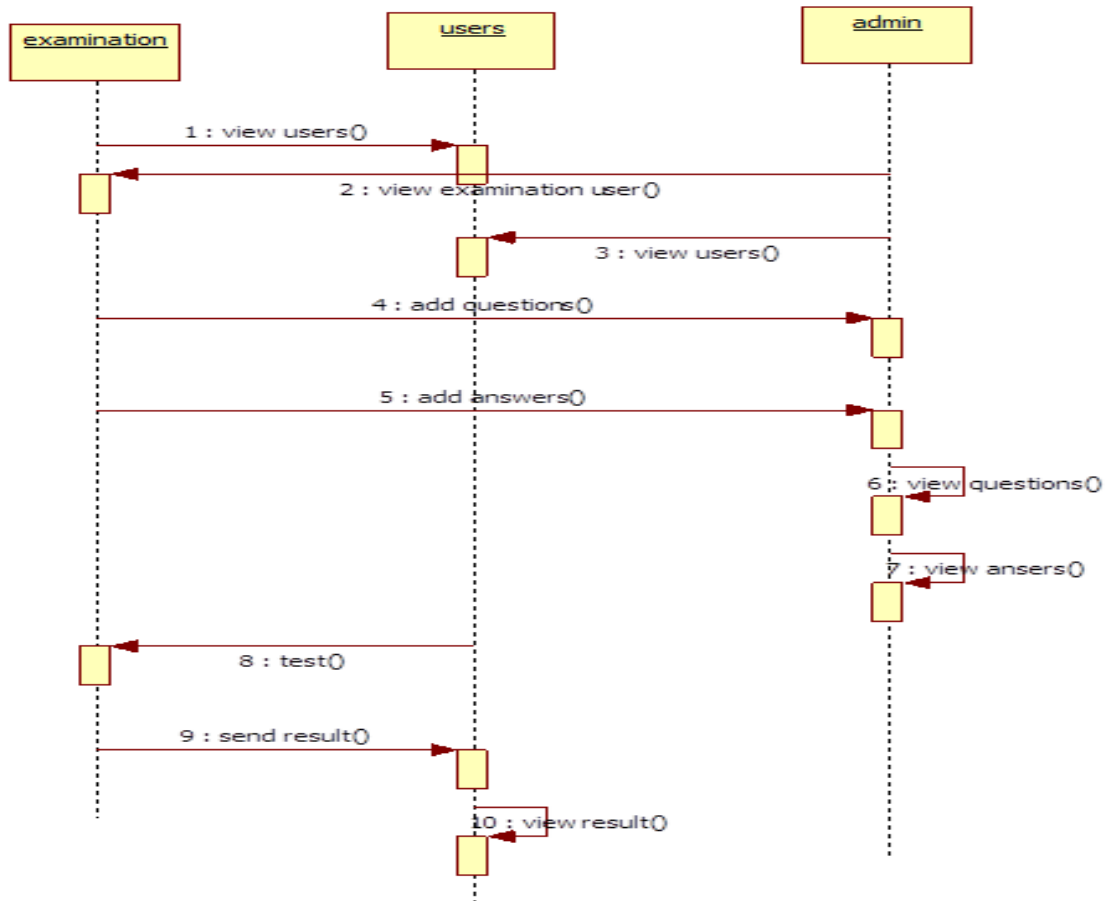 examination
users
admin
1 : view users()
2 : view examination user()
3 : view users()
4 : add questions()
5 : add answers()
6 : view questions()
7 : view ansers()
8 : test()
9 : send result()
10 : view result()